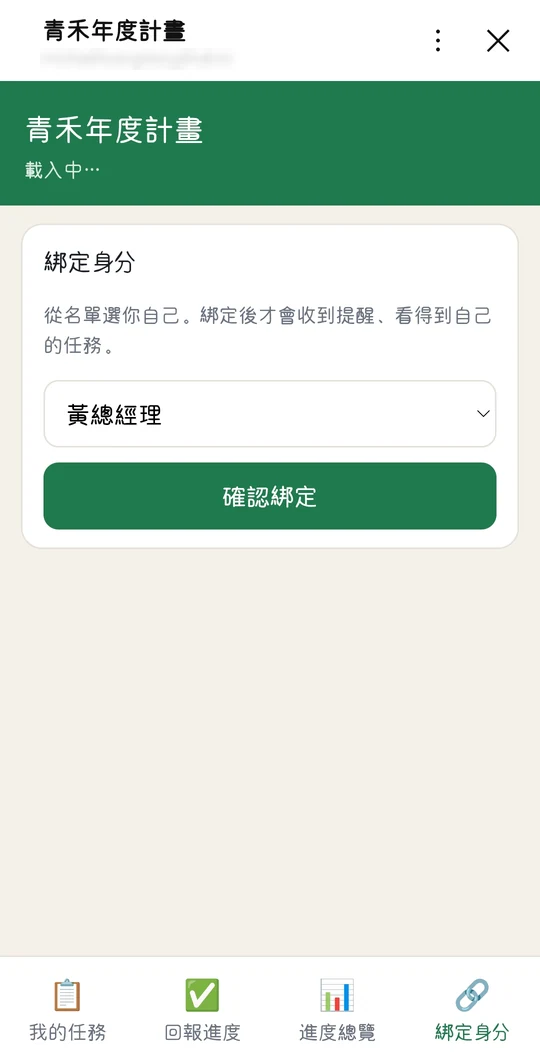 青禾年度計畫
青禾年度計畫
載入中…
綁定身分
從名單選你自己。綁定後才會收到提醒、看得到自己
的任務。
黃總經理
確認綁定
我的任務
回報進度
進度總覽
綁定身分